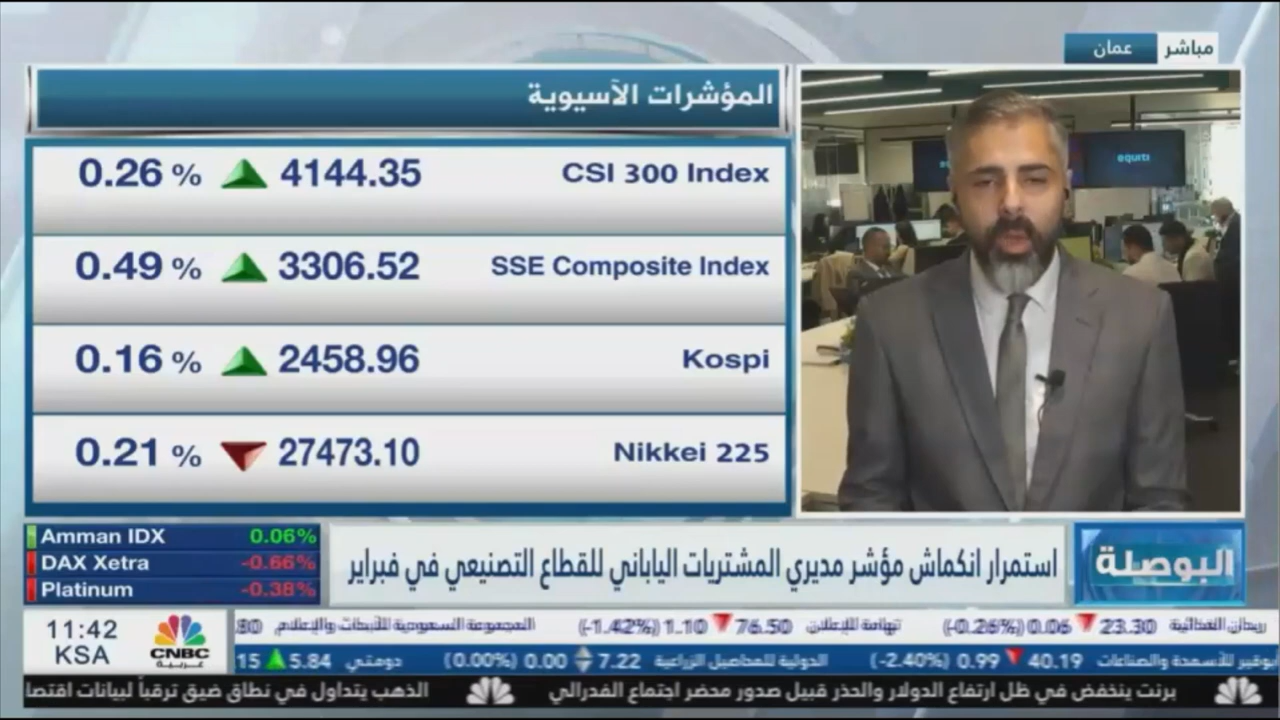 مباشر عمان
المؤشرات الآسيوية
CSI 300 Index 4144.35 0.26 %
SSE Composite Index 3306.52 0.49 %
Kospi 2458.96 0.16 %
Nikkei 225 27473.10 0.21 %
equiti
البوصلة
استمرار انكماش مؤشر مديري المشتريات الياباني للقطاع التصنيعي في فبراير
Amman IDX 0.06%
DAX Xetra -0.66%
Platinum -0.38%
11:42
KSA
CNBC
عربية
ريدان الغذائية 23.30 0.06 (-0.26%) تهامة للإعلان 76.50 1.10 (-1.42%) المجموعة السعودية للأبحاث والإعلام
أبوقير للأسمدة والصناعات 40.19 0.99 (-2.40%) الدولية للمحاصيل الزراعية 7.22 0.00 (0.00%) دومتي 5.84
برنت ينخفض في ظل ارتفاع الدولار والحذر قبيل صدور محضر اجتماع الفدرالي
الذهب يتداول في نطاق ضيق ترقباً لبيانات